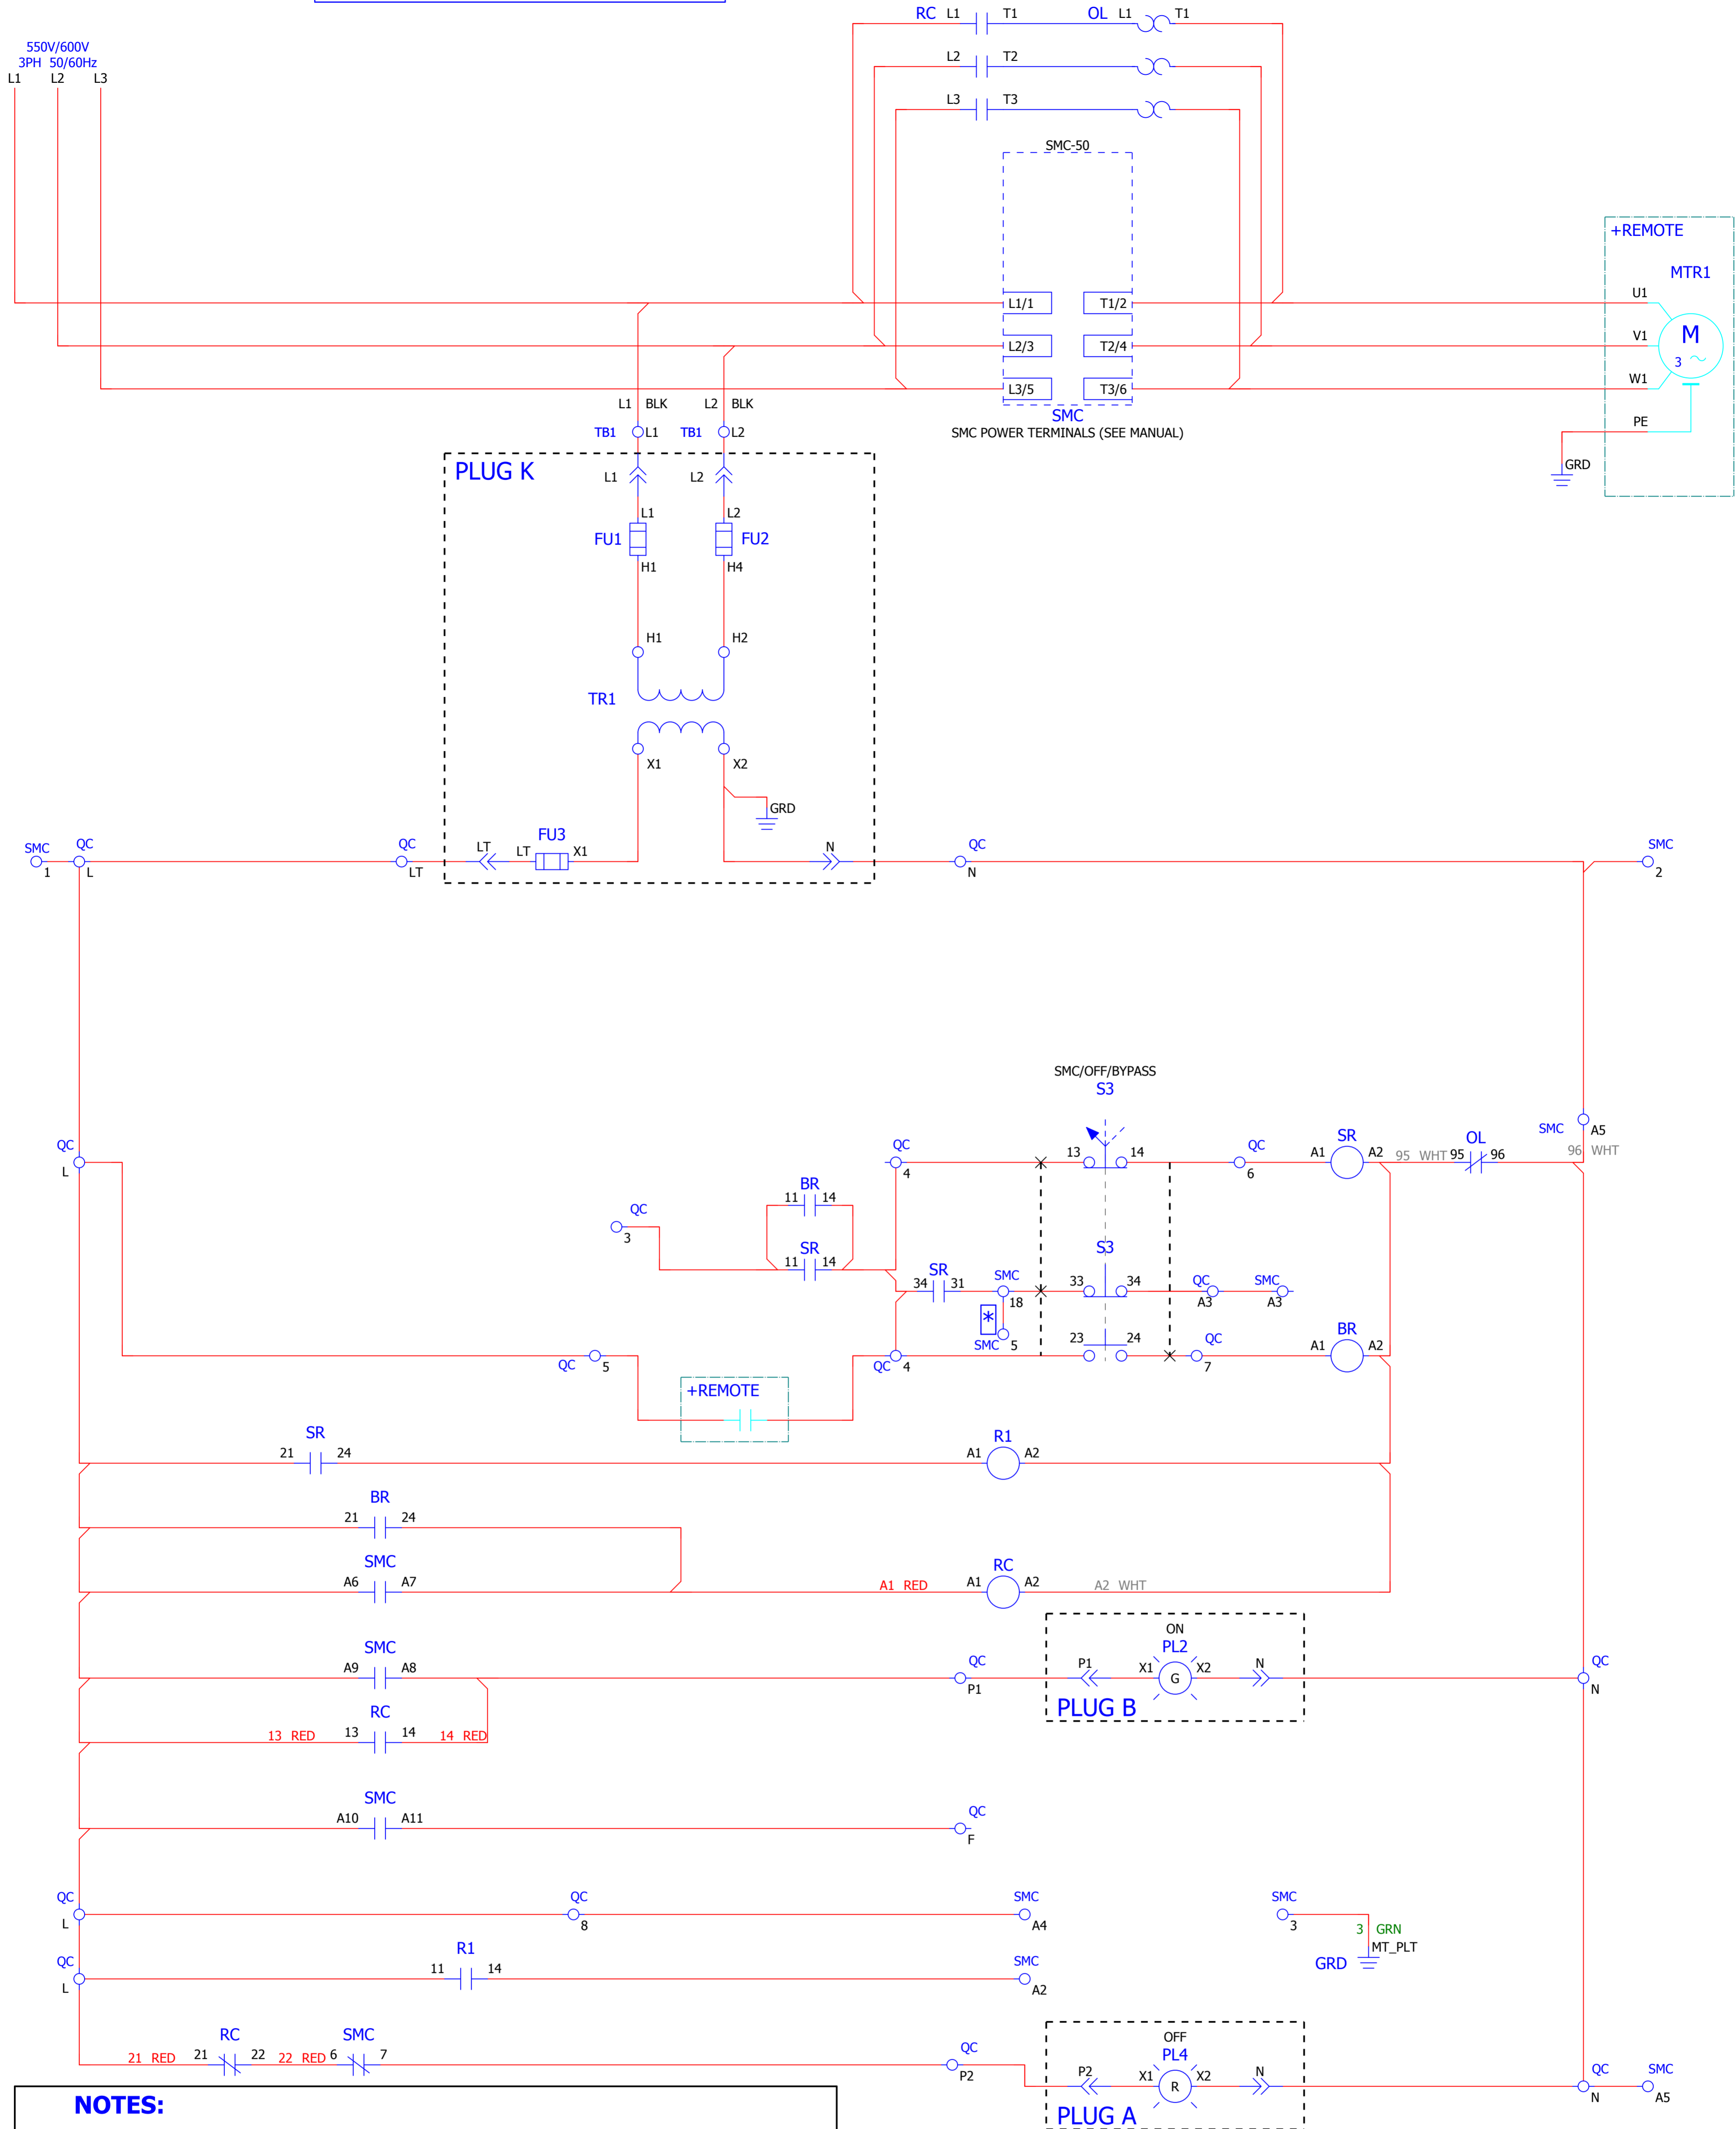 RC L1 T1 OL L1 T1
550V/600V
3PH 50/60Hz
L1 L2 L3
L2 T2
L3 T3
SMC-50
+REMOTE
MTR1
L1/1 T1/2 U1
L2/3 T2/4 V1 M
3
L3/5 T3/6 W1
L1 BLK L2 BLK
SMC
PE
TB1 L1 TB1 L2
SMC POWER TERMINALS (SEE MANUAL)
PLUG K
L1 L2
GRD
L1 L2
FU1 FU2
H1 H4
H1 H2
TR1
X1 X2
GRD
SMC QC QC FU3 QC SMC
LT LT X1 N
1 L LT N 2
SMC/OFF/BYPASS
S3
SMC A5
QC QC 13 14 QC SR OL
A1 A2 95 WHT 95 96 96 WHT
L 4 6
BR
11 14
QC
3
SR S3
11 14
SR SMC QC SMC
34 31 33 34
18 A3 A3
*
SMC 5 23 24 QC BR
A1 A2
QC 5 QC 4 7
+REMOTE
SR R1
21 24 A1 A2
BR
21 24
SMC RC
A6 A7 A1 RED A1 A2 A2 WHT
ON
SMC PL2
A9 A8 QC P1 X1 G X2 N QC
P1 N
RC PLUG B
13 RED 13 14 14 RED
SMC
A10 A11 QC
F
QC QC SMC SMC
L 8 A4 3
3 GRN
MT_PLT
GRD
QC R1 SMC
11 14
L A2
RC SMC OFF
21 RED 21 22 22 RED 6 7 QC PL4 QC SMC
P2 P2 X1 R X2 N
N A5
NOTES:
PLUG A